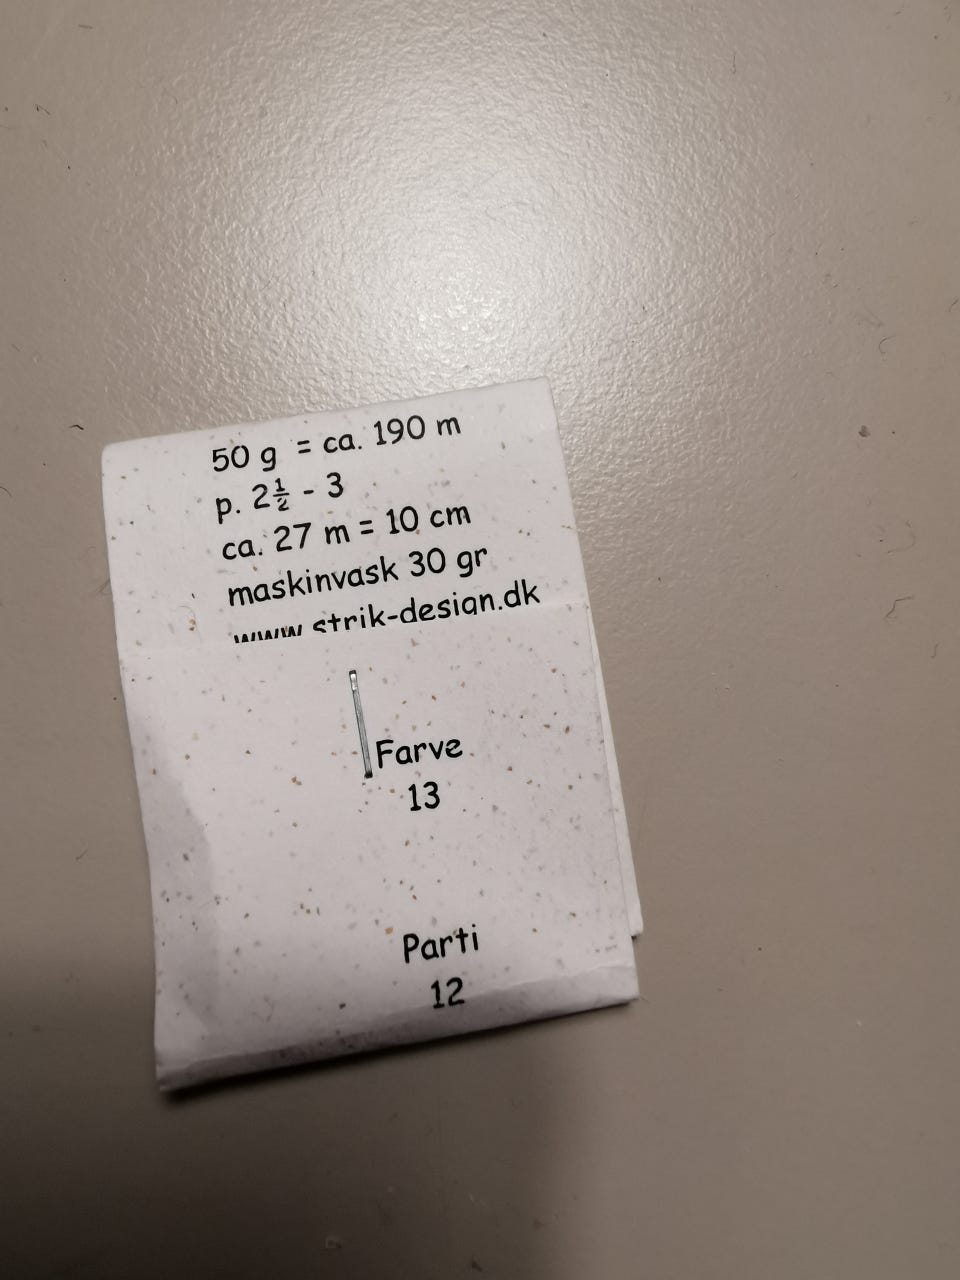 50 g = ca. 190 m
p. 2½ - 3
ca. 27 m = 10 cm
maskinvask 30 gr
www.strik-design.dk
Farve
13
Parti
12